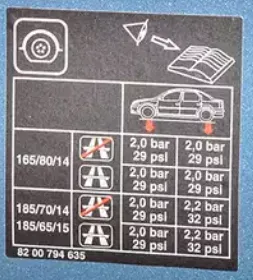 165/80/14
2,0 bar 2,0 bar
29 psi 29 psi
2,0 bar 2,0 bar
29 psi 29 psi
185/70/14
185/65/15
2,0 bar 2,2 bar
29 psi 32 psi
2,0 bar 2,2 bar
29 psi 32 psi
82 00 794 635